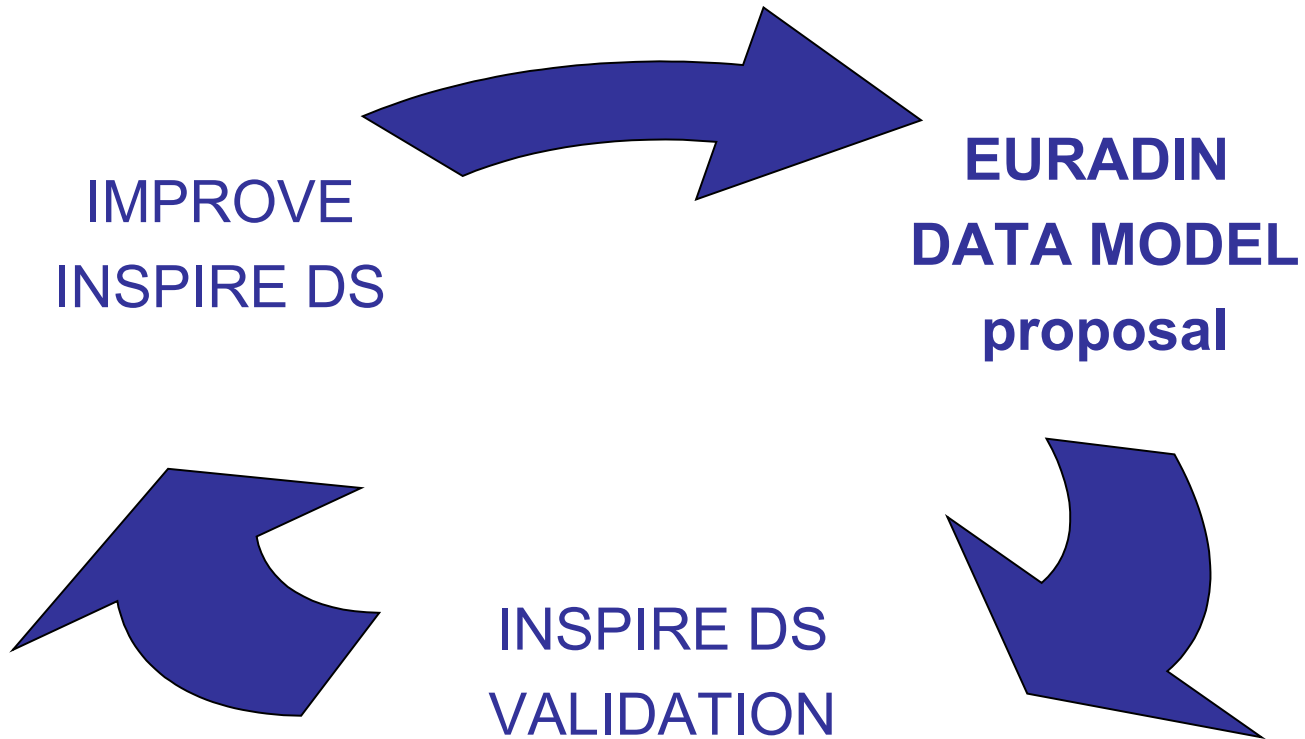 IMPROVE
INSPIRE DS
EURADIN
DATA MODEL
proposal
INSPIRE DS
VALIDATION